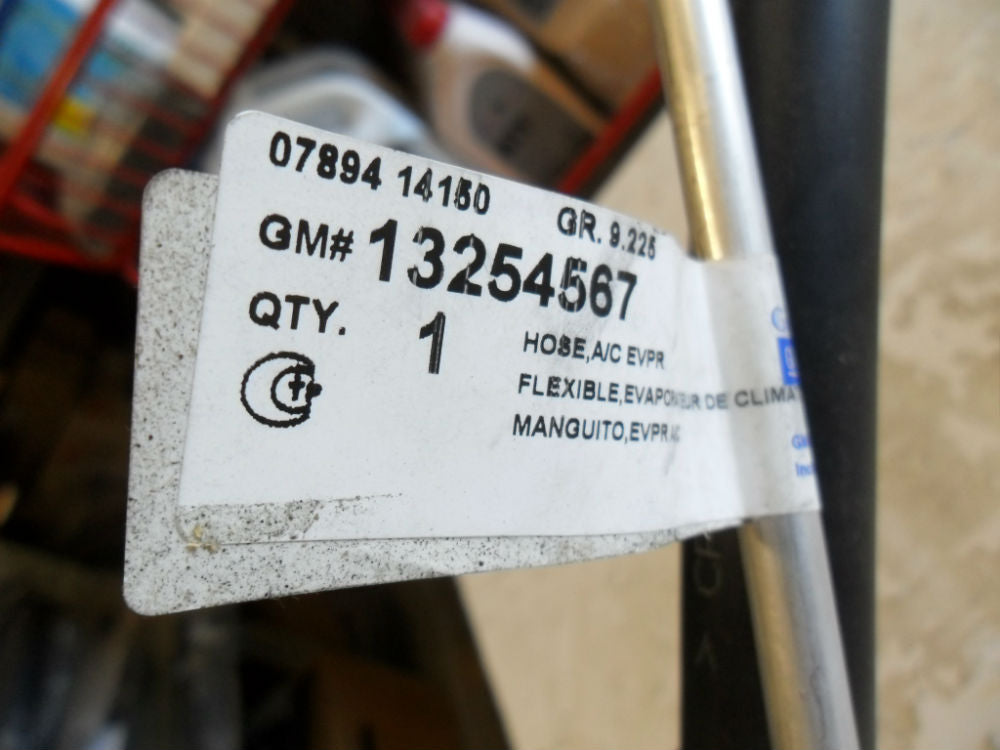 07894 14150
GR. 9.225
GM# 13254567
QTY. 1
HOSE,A/C EVPR
FLEXIBLE,EVAPORATEUR DE CLIMAT
MANGUITO,EVPR A/C